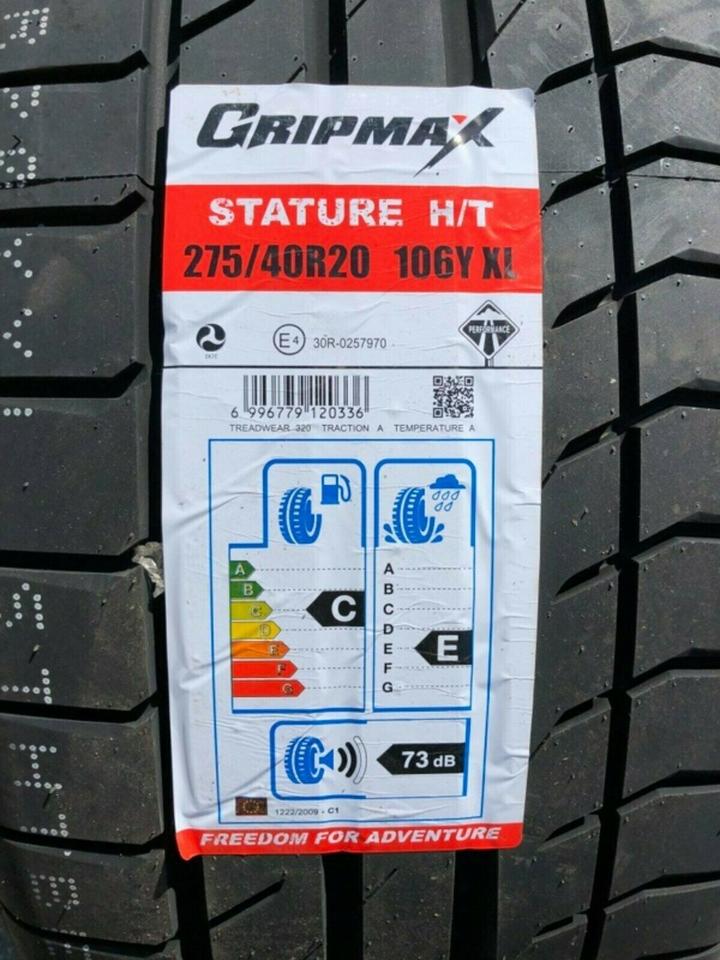 GRIPMAX
STATURE H/T
275/40R20 106Y XL
DOT
E4 30R-0257970
PERFORMANCE
6 996779 120336
TREADWEAR 320 TRACTION A TEMPERATURE A
A
B
C
D
E
F
G
C
A
B
C
D
E
F
G
E
73 dB
1222/2009 - C1
FREEDOM FOR ADVENTURE